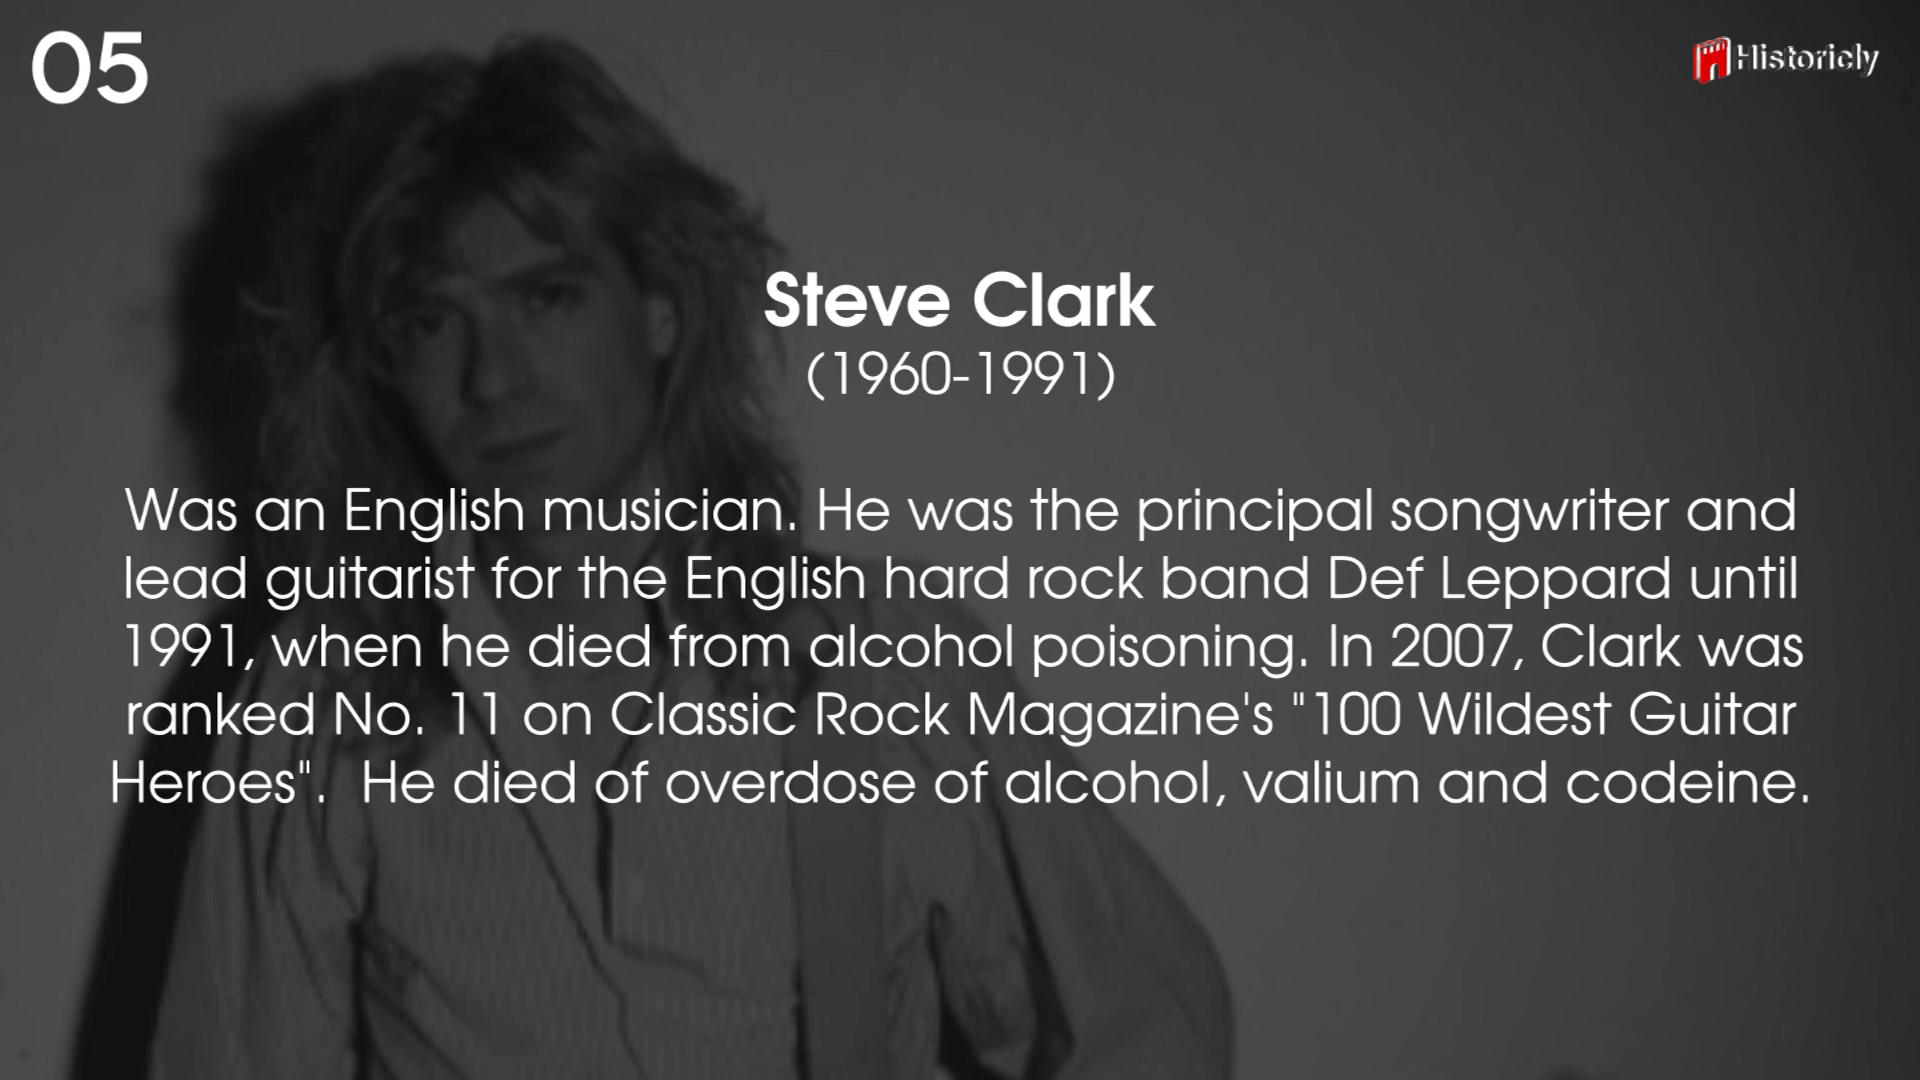 05
Historicly
Steve Clark
(1960-1991)
Was an English musician. He was the principal songwriter and
lead guitarist for the English hard rock band Def Leppard until
1991, when he died from alcohol poisoning. In 2007, Clark was
ranked No. 11 on Classic Rock Magazine's "100 Wildest Guitar
Heroes".  He died of overdose of alcohol, valium and codeine.